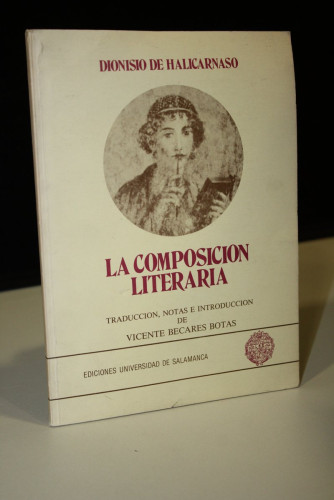 DIONISIO DE HALICARNASO
LA COMPOSICION
LITERARIA
TRADUCCION, NOTAS E INTRODUCCION
DE
VICENTE BECARES BOTAS
EDICIONES UNIVERSIDAD DE SALAMANCA